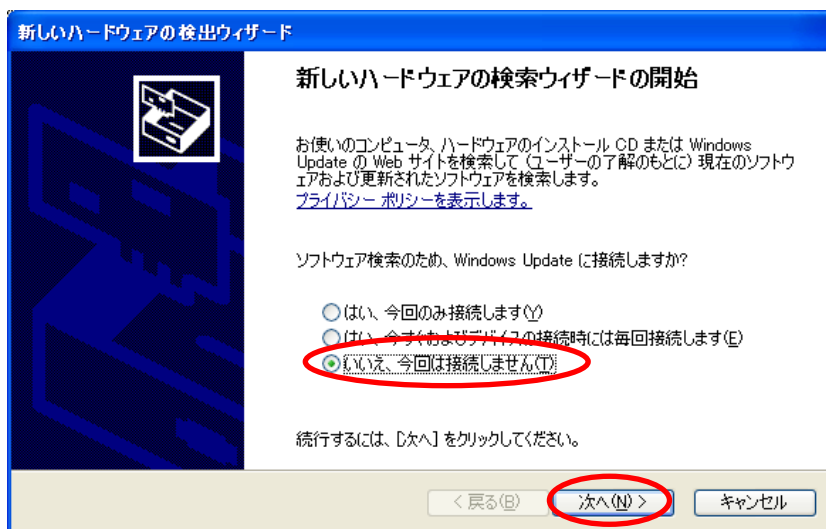 新しいハードウェアの検出ウィザード
新しいハードウェアの検索ウィザードの開始
お使いのコンピュータ、ハードウェアのインストール CD または Windows
Update の Web サイトを検索して (ユーザーの了解のもとに) 現在のソフトウ
ェアおよび更新されたソフトウェアを検索します。
プライバシー ポリシーを表示します。
ソフトウェア検索のため、Windows Update に接続しますか?
はい、今回のみ接続します(Y)
はい、今すぐおよびデバイスの接続時には毎回接続します(E)
いいえ、今回は接続しません(T)
続行するには、[次へ] をクリックしてください。
< 戻る(B) 次へ(N) > キャンセル